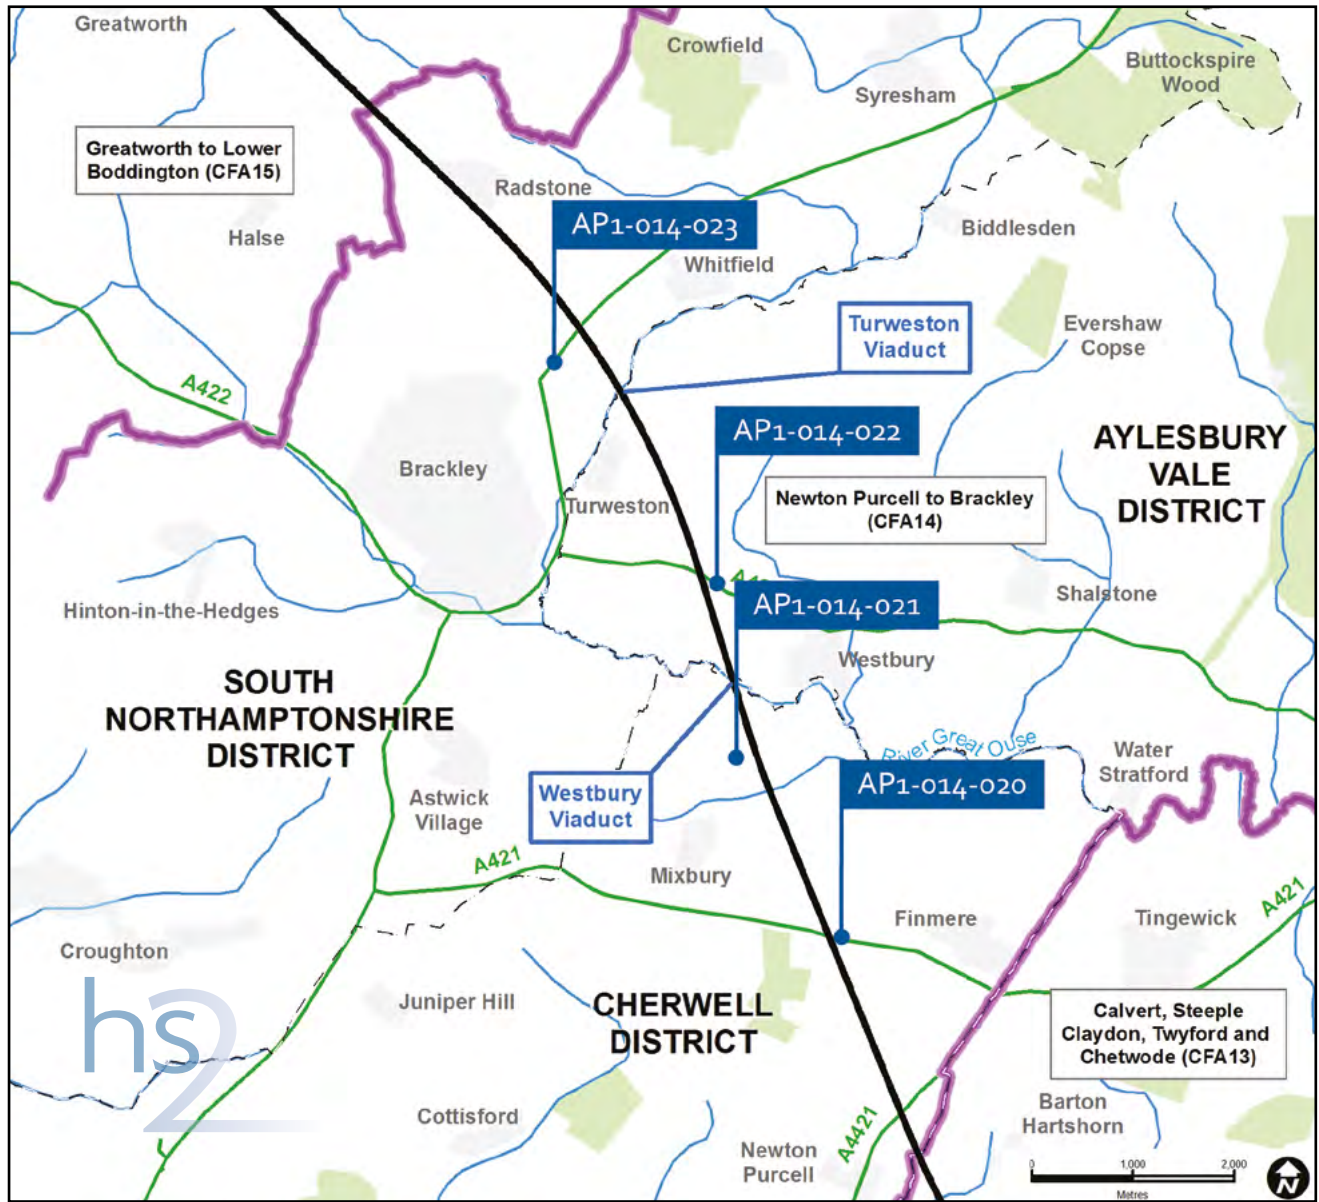 Greatworth
Crowfield
Buttockspire
Wood
Syresham
Greatworth to Lower
Boddington (CFA15)
Radstone
AP1-014-023
Halse
Biddlesden
Whitfield
Turweston
Viaduct
Evershaw
Copse
A422
AP1-014-022
AYLESBURY
VALE
DISTRICT
Brackley
Newton Purcell to Brackley
(CFA14)
Turweston
AP1-014-021
Shalstone
Hinton-in-the-Hedges
Westbury
SOUTH
NORTHAMPTONSHIRE
DISTRICT
River Great Ouse
Water
Stratford
AP1-014-020
Westbury
Viaduct
Astwick
Village
A421
Mixbury
A421
Finmere
Tingewick
Croughton
hs2
Juniper Hill
CHERWELL
DISTRICT
Calvert, Steeple
Claydon, Twyford and
Chetwode (CFA13)
Cottisford
Barton
Hartshorn
A4421
Newton
Purcell
0 1,000 2,000
Metres
N